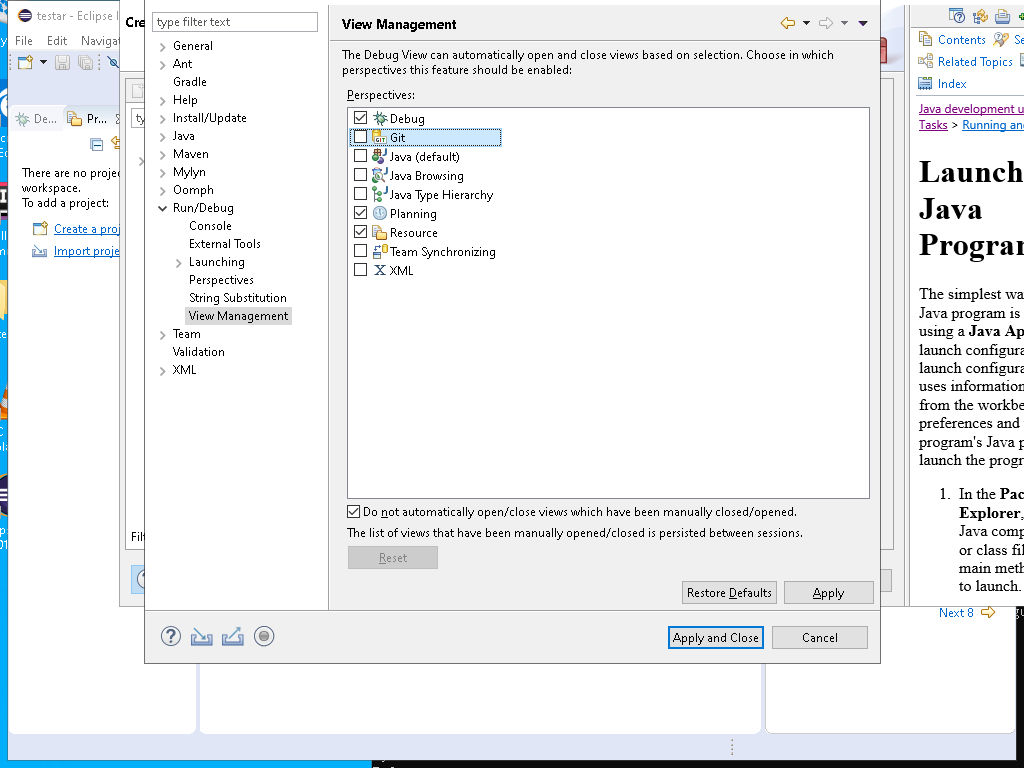 testar - Eclipse I
File Edit Navigat
De...
Pr...
There are no projec
workspace.
To add a project:
Create a proj
Import proje
Cre
ty
Filt
type filter text
General
Ant
Gradle
Help
Install/Update
Java
Maven
Mylyn
Oomph
Run/Debug
Console
External Tools
Launching
Perspectives
String Substitution
View Management
Team
Validation
XML
View Management
The Debug View can automatically open and close views based on selection. Choose in which
perspectives this feature should be enabled:
Perspectives:
Debug
Git
Java (default)
Java Browsing
Java Type Hierarchy
Planning
Resource
Team Synchronizing
XML
Do not automatically open/close views which have been manually closed/opened.
The list of views that have been manually opened/closed is persisted between sessions.
Reset
Restore Defaults
Apply
Apply and Close
Cancel
Contents
Se
Related Topics
Index
Java development u
Tasks > Running and
Launch
Java
Program
The simplest wa
Java program is
using a Java Ap
launch configura
launch configura
uses information
from the workbe
preferences and
program's Java p
launch the progr
1. In the Pac
Explorer,
Java comp
or class fil
main meth
to launch.
Next 8